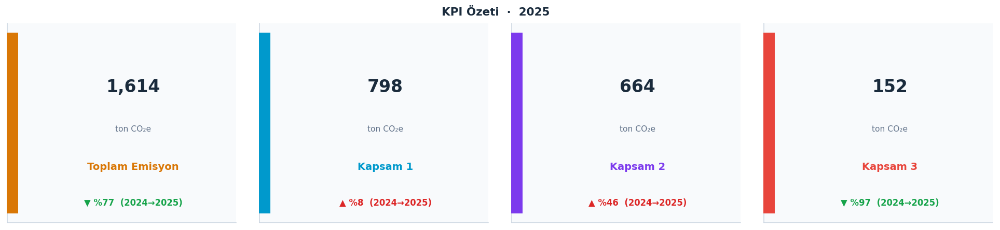 KPI Özeti · 2025
1,614
ton CO₂e
Toplam Emisyon
▼ %77 (2024→2025)
798
ton CO₂e
Kapsam 1
▲ %8 (2024→2025)
664
ton CO₂e
Kapsam 2
▲ %46 (2024→2025)
152
ton CO₂e
Kapsam 3
▼ %97 (2024→2025)